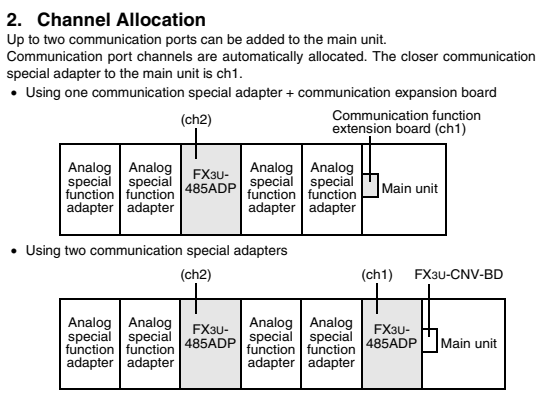 2. Channel Allocation
Up to two communication ports can be added to the main unit.
Communication port channels are automatically allocated. The closer communication
special adapter to the main unit is ch1.
• Using one communication special adapter + communication expansion board
(ch2)
Communication function
extension board (ch1)
Analog
special
function
adapter
Analog
special
function
adapter
FX3U-
485ADP
Analog
special
function
adapter
Analog
special
function
adapter
Main unit
• Using two communication special adapters
(ch2)
(ch1)
FX3U-CNV-BD
Analog
special
function
adapter
Analog
special
function
adapter
FX3U-
485ADP
Analog
special
function
adapter
Analog
special
function
adapter
FX3U-
485ADP
Main unit